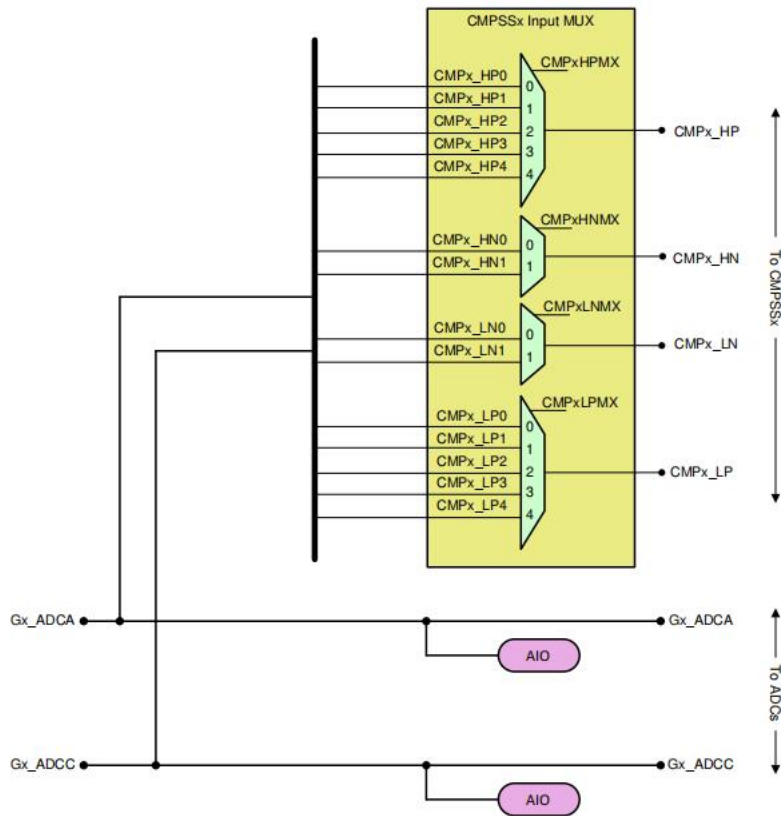 CMPSSx Input MUX
CMPxHPMX
CMPx_HP0
0
CMPx_HP1
1
CMPx_HP2
2
CMPx_HP
CMPx_HP3
3
CMPx_HP4
4
CMPxHNMX
CMPx_HN0
0
CMPx_HN
CMPx_HN1
1
To CMPSSx
CMPxLNMX
CMPx_LN0
0
CMPx_LN
CMPx_LN1
1
CMPxLPMX
CMPx_LP0
0
CMPx_LP1
1
CMPx_LP2
2
CMPx_LP
CMPx_LP3
3
CMPx_LP4
4
Gx_ADCA
Gx_ADCA
AIO
To ADCs
Gx_ADCC
Gx_ADCC
AIO